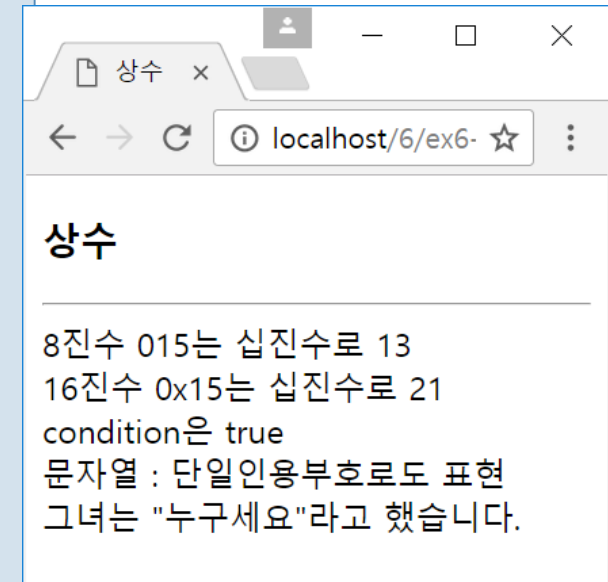 상수
localhost/6/ex6-
상수
8진수 015는 십진수로 13
16진수 0x15는 십진수로 21
condition은 true
문자열 : 단일인용부호로도 표현
그녀는 "누구세요"라고 했습니다.